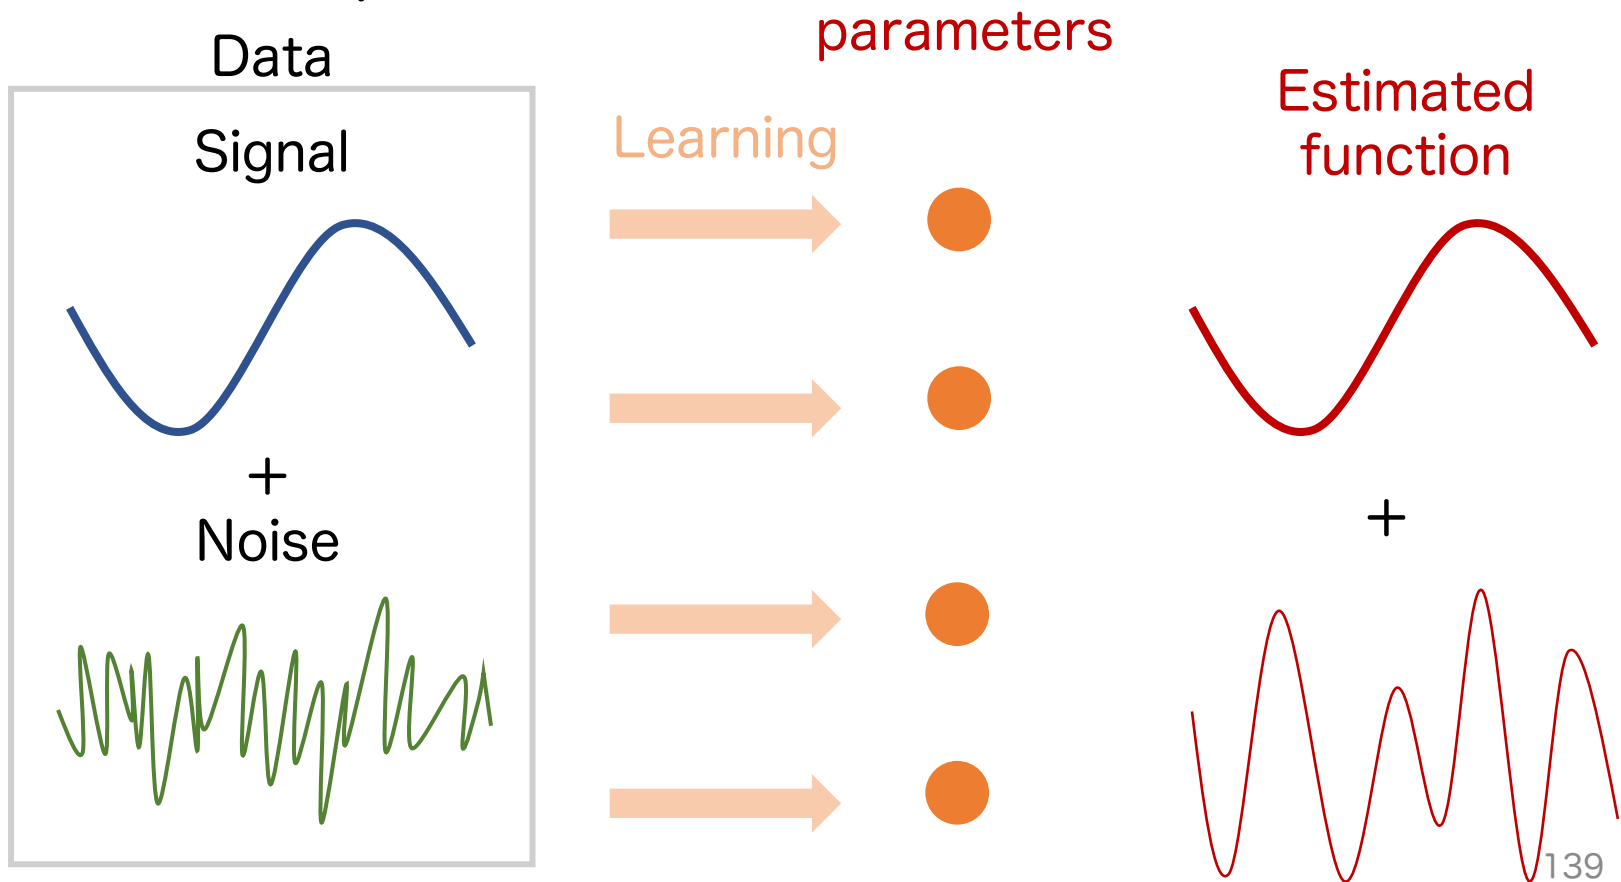 parameters
Data
Signal
Learning
Estimated
function
+
Noise
+
139